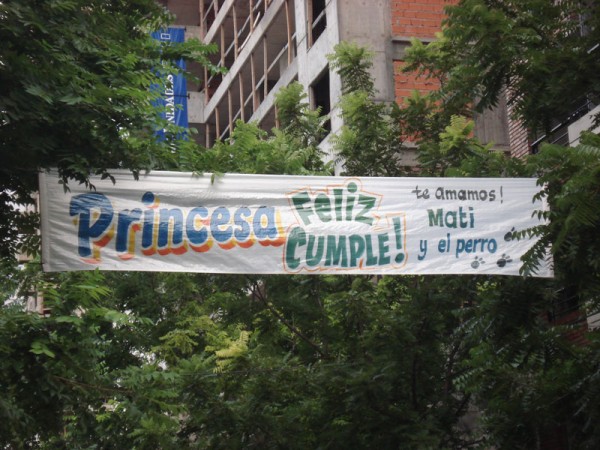 Princesa
Feliz
CUMPLE!
te amamos!
Mati
y el perro